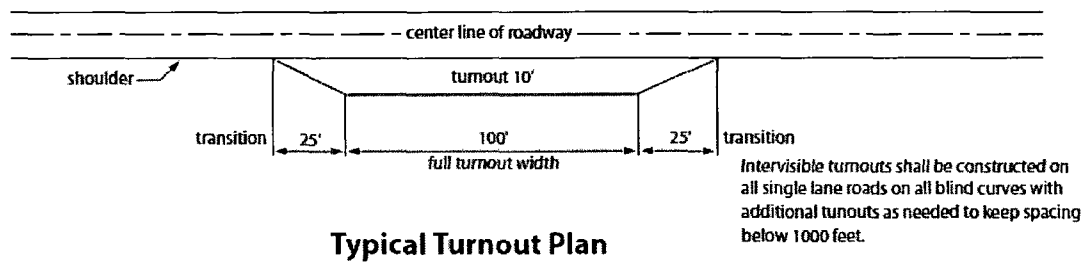 center line of roadway
shoulder
turnout 10'
transition 25' 100' 25' transition
full turnout width
Intervisible turnouts shall be constructed on
all single lane roads on all blind curves with
additional tunouts as needed to keep spacing
below 1000 feet.
Typical Turnout Plan